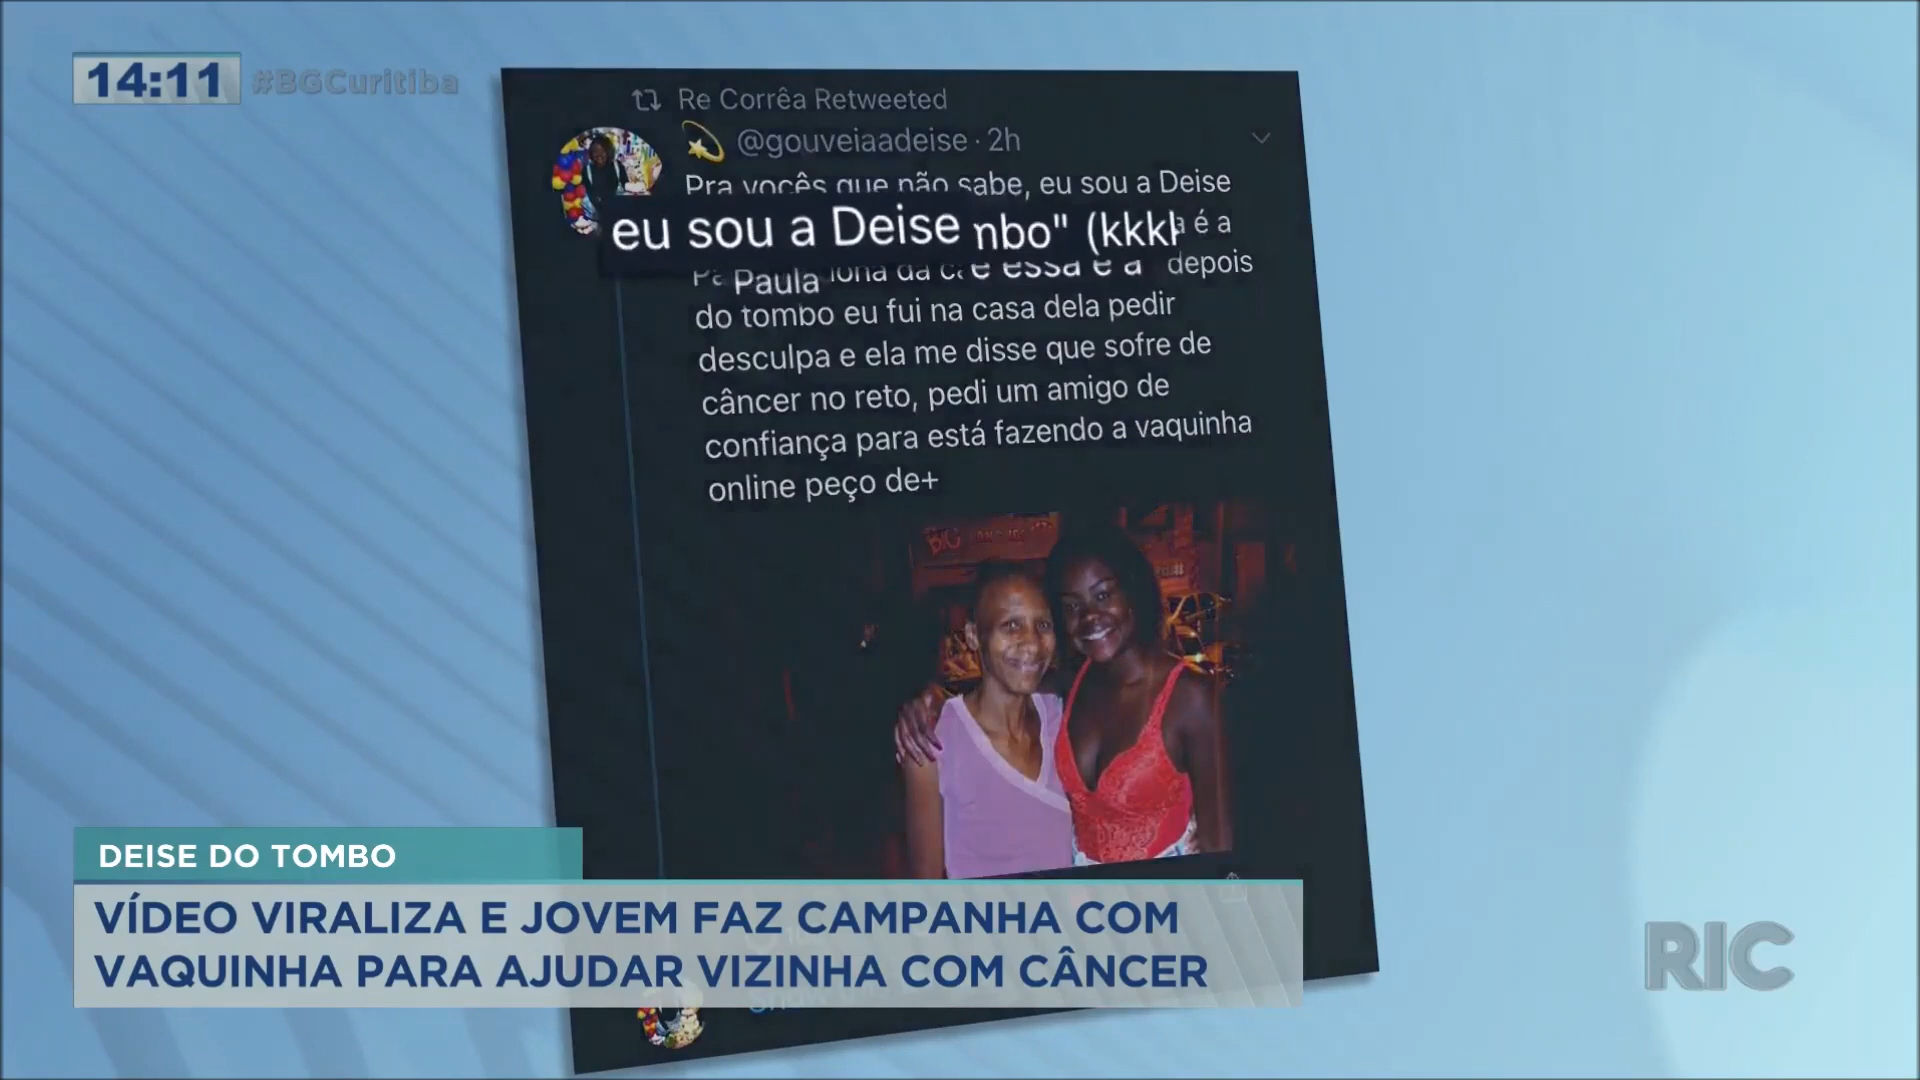 14:11 #BGCuritiba
Re Corrêa Retweeted
@gouveiaadeise · 2h
Pra vocês que não sabe, eu sou a Deise
eu sou a Deise nbo" (kkk é a
Paula da e essa é a depois
do tombo eu fui na casa dela pedir
desculpa e ela me disse que sofre de
câncer no reto, pedi um amigo de
confiança para está fazendo a vaquinha
online peço de+
BIG
DEISE DO TOMBO
VÍDEO VIRALIZA E JOVEM FAZ CAMPANHA COM
VAQUINHA PARA AJUDAR VIZINHA COM CÂNCER
RIC